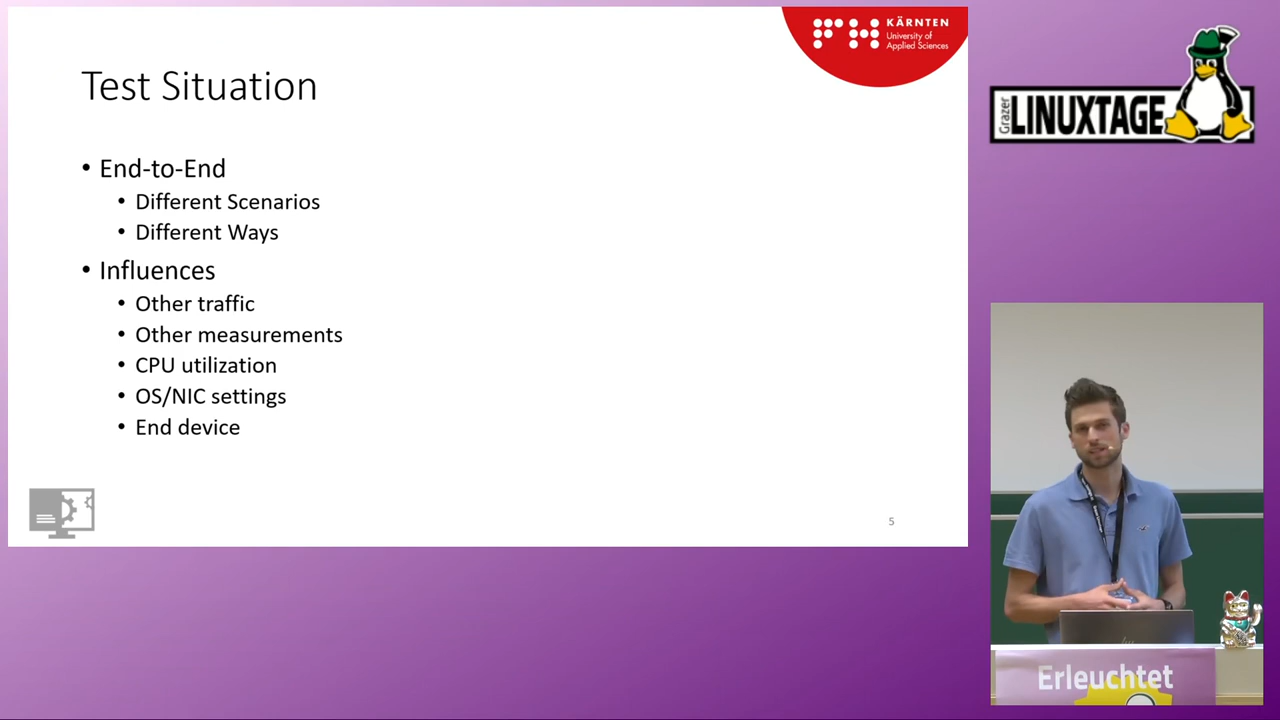 Test Situation
• End-to-End
• Different Scenarios
• Different Ways
• Influences
• Other traffic
• Other measurements
• CPU utilization
• OS/NIC settings
• End device
5
KÄRNTEN
University of
Applied Sciences
Grazer
LINUXTAGE
hp
Erleuchtet